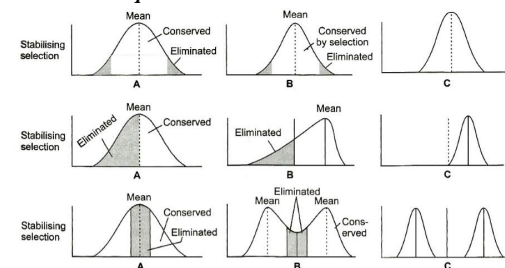 Mean
Conserved
Eliminated
Stabilising
selection
A
Mean
Conserved
by selection
Eliminated
B
C
Mean
Eliminated
Conserved
Stabilising
selection
A
Mean
Eliminated
B
C
Mean
Conserved
Eliminated
Stabilising
selection
A
Eliminated
Mean
Mean
Cons-
erved
B
C